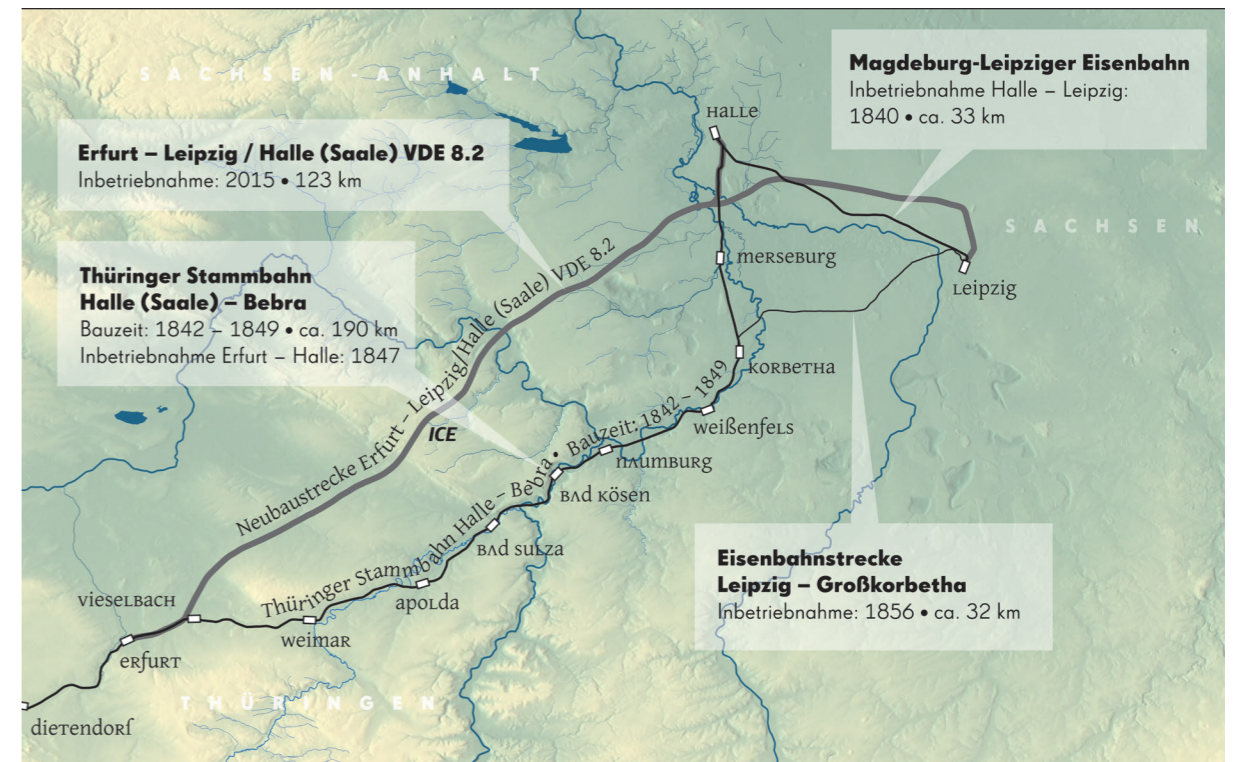 SACHSEN-ANHALT
Magdeburg-Leipziger Eisenbahn
Inbetriebnahme Halle – Leipzig:
1840 • ca. 33 km
Halle
Erfurt – Leipzig / Halle (Saale) VDE 8.2
Inbetriebnahme: 2015 • 123 km
SACHSEN
Thüringer Stammbahn
Halle (Saale) – Bebra
Bauzeit: 1842 – 1849 • ca. 190 km
Inbetriebnahme Erfurt – Halle: 1847
Merseburg
Leipzig
Neubaustrecke Erfurt – Leipzig/Halle (Saale) VDE 8.2
ICE
Korbetha
Weißenfels
Naumburg
Bad Kösen
Thüringer Stammbahn Halle – Bebra • Bauzeit: 1842 – 1849
Bad Sulza
Eisenbahnstrecke
Leipzig – Großkorbetha
Inbetriebnahme: 1856 • ca. 32 km
Vieselbach
Apolda
Weimar
Erfurt
THÜRINGEN
Dietendorf